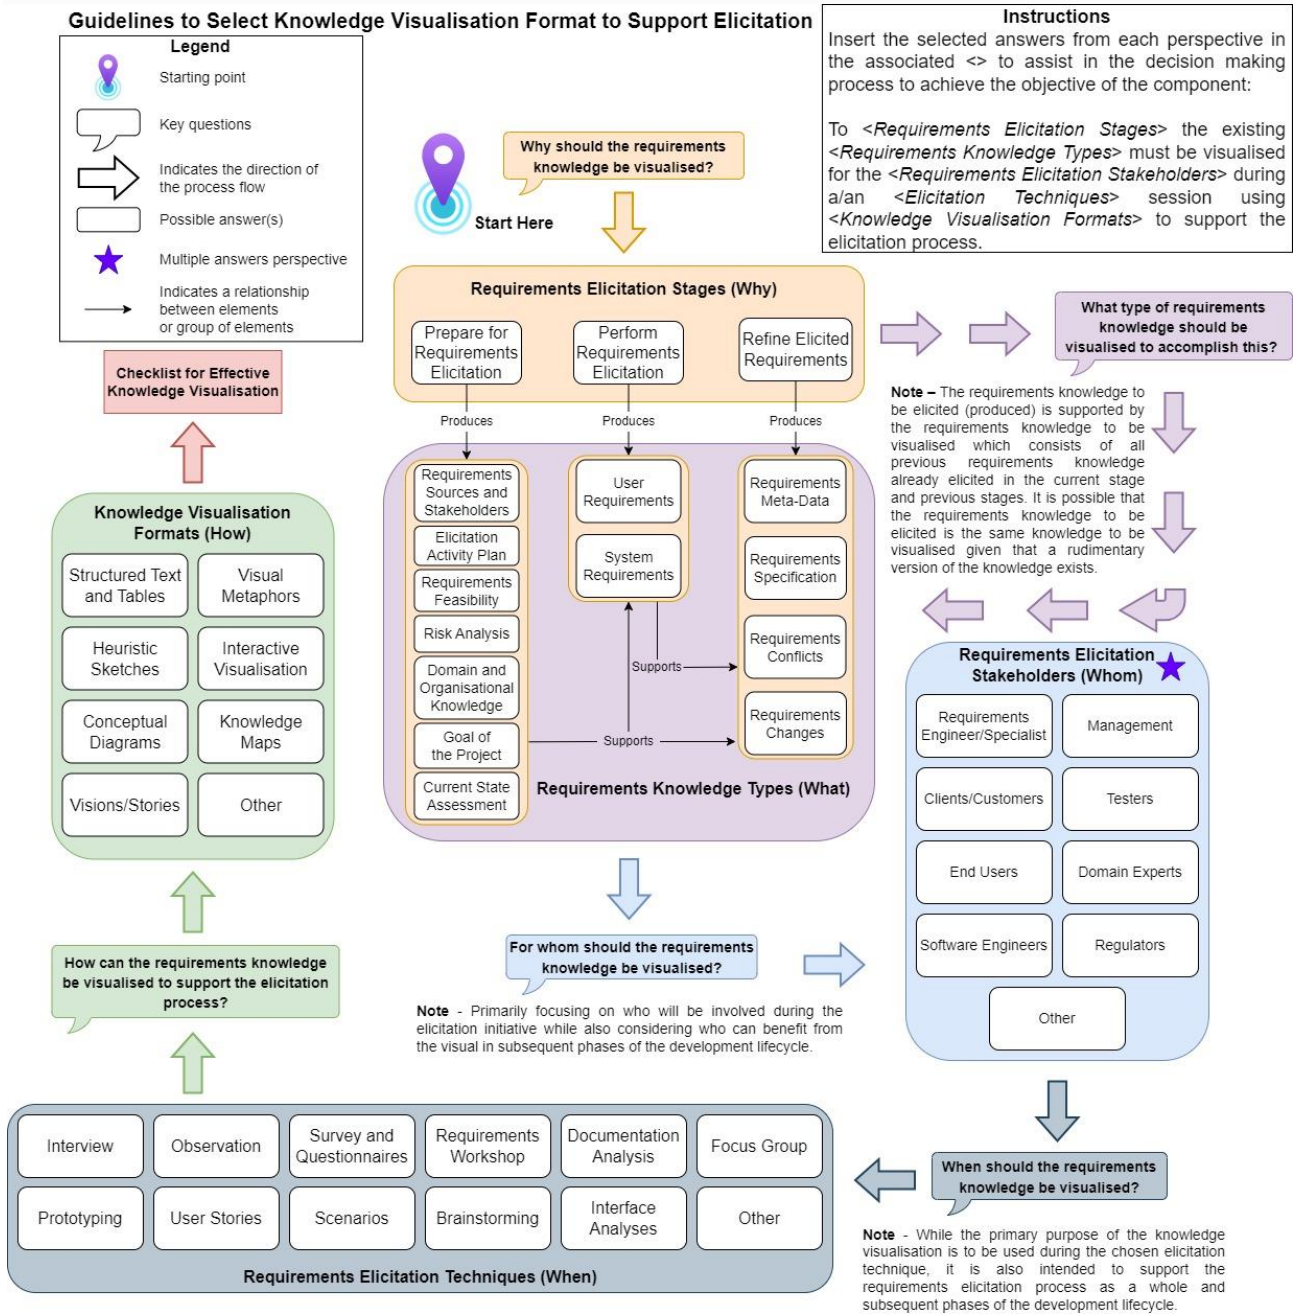 Guidelines to Select Knowledge Visualisation Format to Support Elicitation
Legend
Starting point
Key questions
Indicates the direction of
the process flow
Possible answer(s)
Multiple answers perspective
Indicates a relationship
between elements
or group of elements
Instructions
Insert the selected answers from each perspective in
the associated <> to assist in the decision making
process to achieve the objective of the component:
To <Requirements Elicitation Stages> the existing
<Requirements Knowledge Types> must be visualised
for the <Requirements Elicitation Stakeholders> during
a/an <Elicitation Techniques> session using
<Knowledge Visualisation Formats> to support the
elicitation process.
Start Here
Why should the requirements
knowledge be visualised?
Requirements Elicitation Stages (Why)
Prepare for
Requirements
Elicitation
Perform
Requirements
Elicitation
Refine Elicited
Requirements
Produces
Produces
Produces
What type of requirements
knowledge should be
visualised to accomplish this?
Note – The requirements knowledge to
be elicited (produced) is supported by
the requirements knowledge to be
visualised which consists of all
previous requirements knowledge
already elicited in the current stage
and previous stages. It is possible that
the requirements knowledge to be
elicited is the same knowledge to be
visualised given that a rudimentary
version of the knowledge exists.
Requirements
Sources and
Stakeholders
Elicitation
Activity Plan
Requirements
Feasibility
Risk Analysis
Domain and
Organisational
Knowledge
Goal of
the Project
Current State
Assessment
User
Requirements
System
Requirements
Supports
Supports
Requirements
Meta-Data
Requirements
Specification
Requirements
Conflicts
Requirements
Changes
Requirements Knowledge Types (What)
For whom should the requirements
knowledge be visualised?
Note - Primarily focusing on who will be involved during the
elicitation initiative while also considering who can benefit from
the visual in subsequent phases of the development lifecycle.
Requirements Elicitation
Stakeholders (Whom)
Requirements
Engineer/Specialist
Management
Clients/Customers
Testers
End Users
Domain Experts
Software Engineers
Regulators
Other
When should the requirements
knowledge be visualised?
Note - While the primary purpose of the knowledge
visualisation is to be used during the chosen elicitation
technique, it is also intended to support the
requirements elicitation process as a whole and
subsequent phases of the development lifecycle.
Interview
Observation
Survey and
Questionnaires
Requirements
Workshop
Documentation
Analysis
Focus Group
Prototyping
User Stories
Scenarios
Brainstorming
Interface
Analyses
Other
Requirements Elicitation Techniques (When)
How can the requirements knowledge
be visualised to support the elicitation
process?
Knowledge Visualisation
Formats (How)
Structured Text
and Tables
Visual
Metaphors
Heuristic
Sketches
Interactive
Visualisation
Conceptual
Diagrams
Knowledge
Maps
Visions/Stories
Other
Checklist for Effective
Knowledge Visualisation